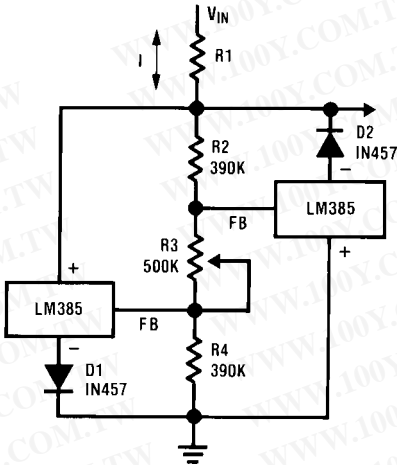 VIN
I
R1
D2
IN457
R2
390K
−
FB
LM385
+
R3
500K
+
LM385
FB
−
R4
390K
D1
IN457
WWW.100Y.COM.TW